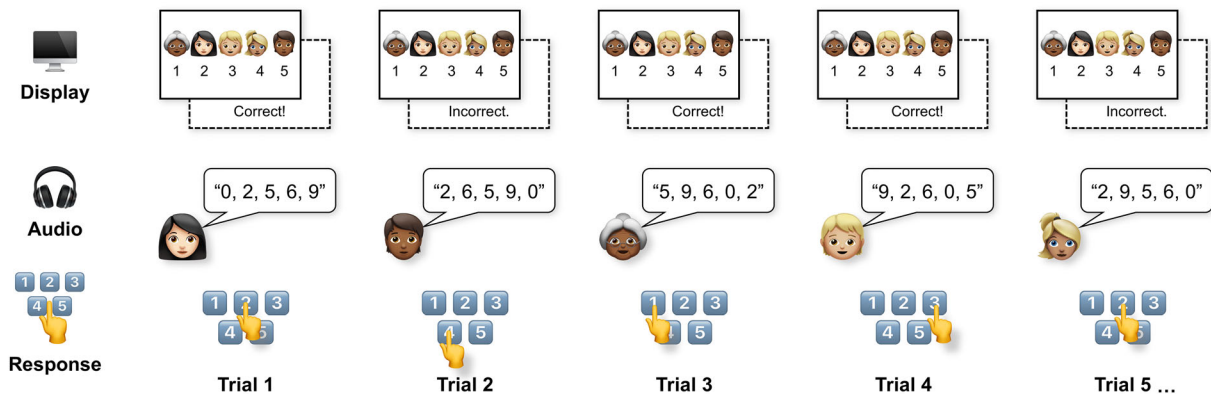 1 2 3 4 5
Correct!
1 2 3 4 5
Incorrect.
1 2 3 4 5
Correct!
1 2 3 4 5
Correct!
1 2 3 4 5
Incorrect.
Display
“0, 2, 5, 6, 9”
“2, 6, 5, 9, 0”
“5, 9, 6, 0, 2”
“9, 2, 6, 0, 5”
“2, 9, 5, 6, 0”
Audio
1 2 3
4 5
1 2 3
4 5
1 2 3
4 5
1 2 3
4 5
1 2 3
4 5
1 2 3
4 5
Response
Trial 1
Trial 2
Trial 3
Trial 4
Trial 5 ...